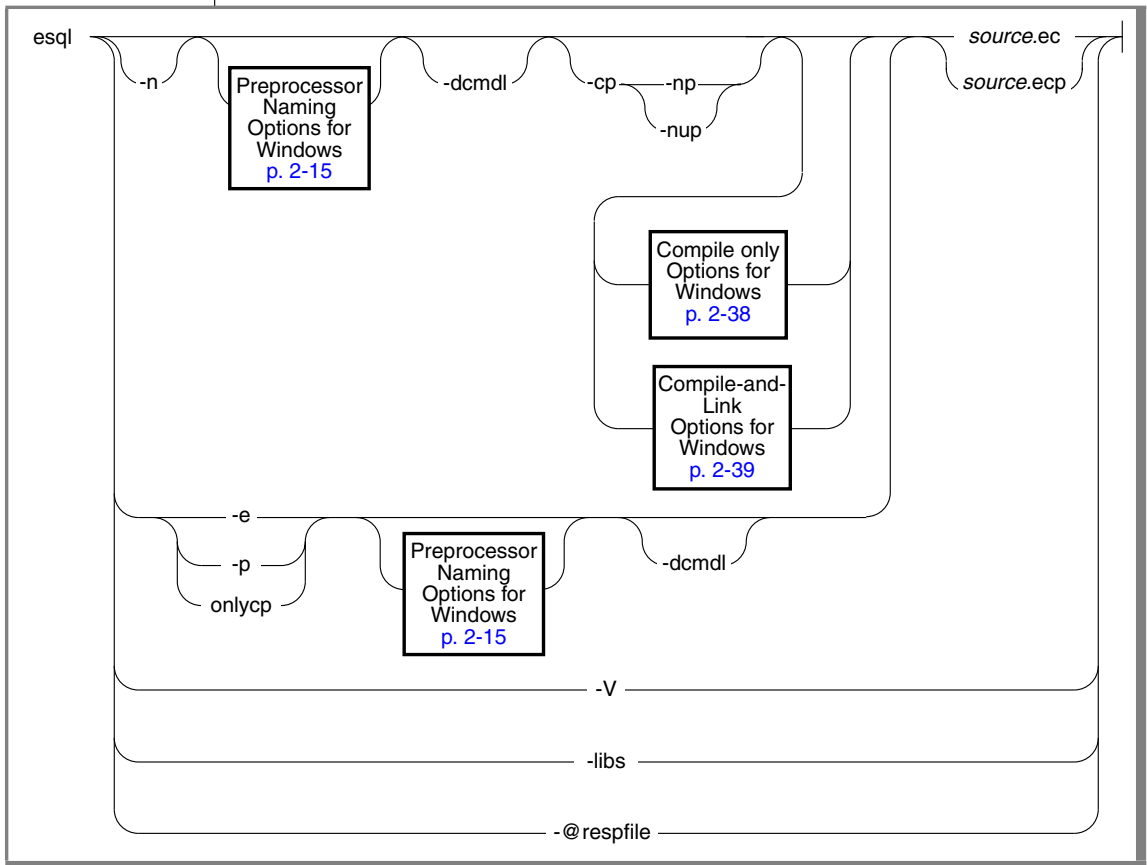 esql
source.ec
-n
-dcmdl
-cp
-np
source.ecp
-nup
Preprocessor
Naming
Options for
Windows
p. 2-15
Compile only
Options for
Windows
p. 2-38
Compile-and-
Link
Options for
Windows
p. 2-39
-e
-p
onlycp
Preprocessor
Naming
Options for
Windows
p. 2-15
-dcmdl
-V
-libs
-@respfile